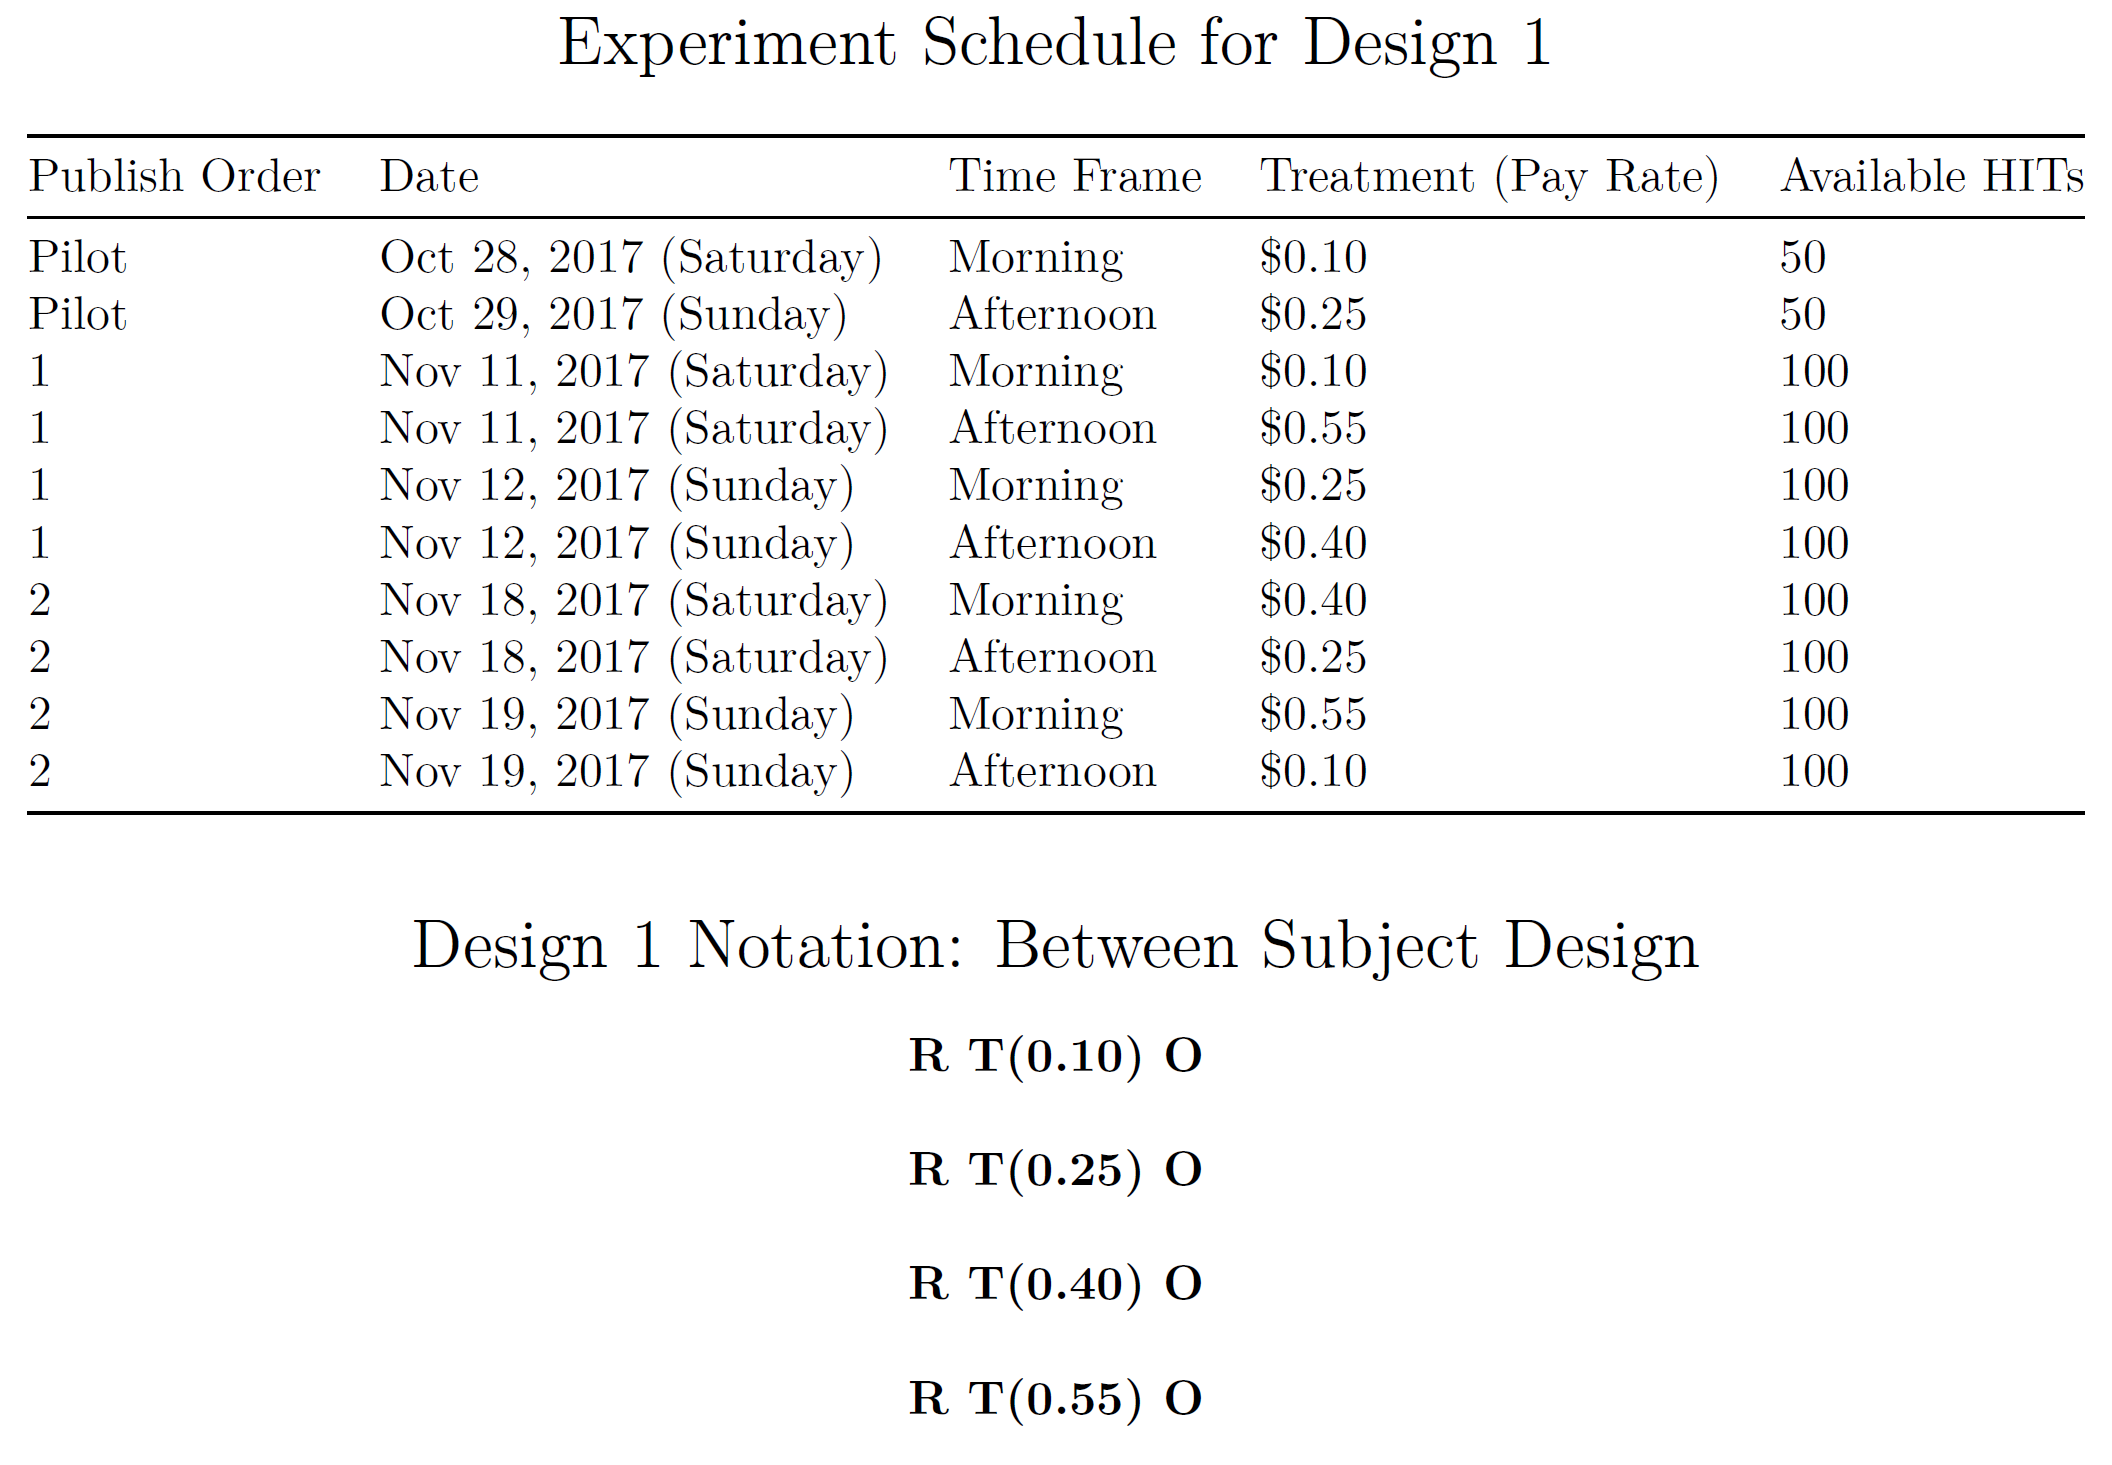 Experiment Schedule for Design 1
Publish Order Date Time Frame Treatment (Pay Rate) Available HITs
Pilot Oct 28, 2017 (Saturday) Morning $0.10 50
Pilot Oct 29, 2017 (Sunday) Afternoon $0.25 50
1 Nov 11, 2017 (Saturday) Morning $0.10 100
1 Nov 11, 2017 (Saturday) Afternoon $0.55 100
1 Nov 12, 2017 (Sunday) Morning $0.25 100
1 Nov 12, 2017 (Sunday) Afternoon $0.40 100
2 Nov 18, 2017 (Saturday) Morning $0.40 100
2 Nov 18, 2017 (Saturday) Afternoon $0.25 100
2 Nov 19, 2017 (Sunday) Morning $0.55 100
2 Nov 19, 2017 (Sunday) Afternoon $0.10 100
Design 1 Notation: Between Subject Design
R T(0.10) O
R T(0.25) O
R T(0.40) O
R T(0.55) O